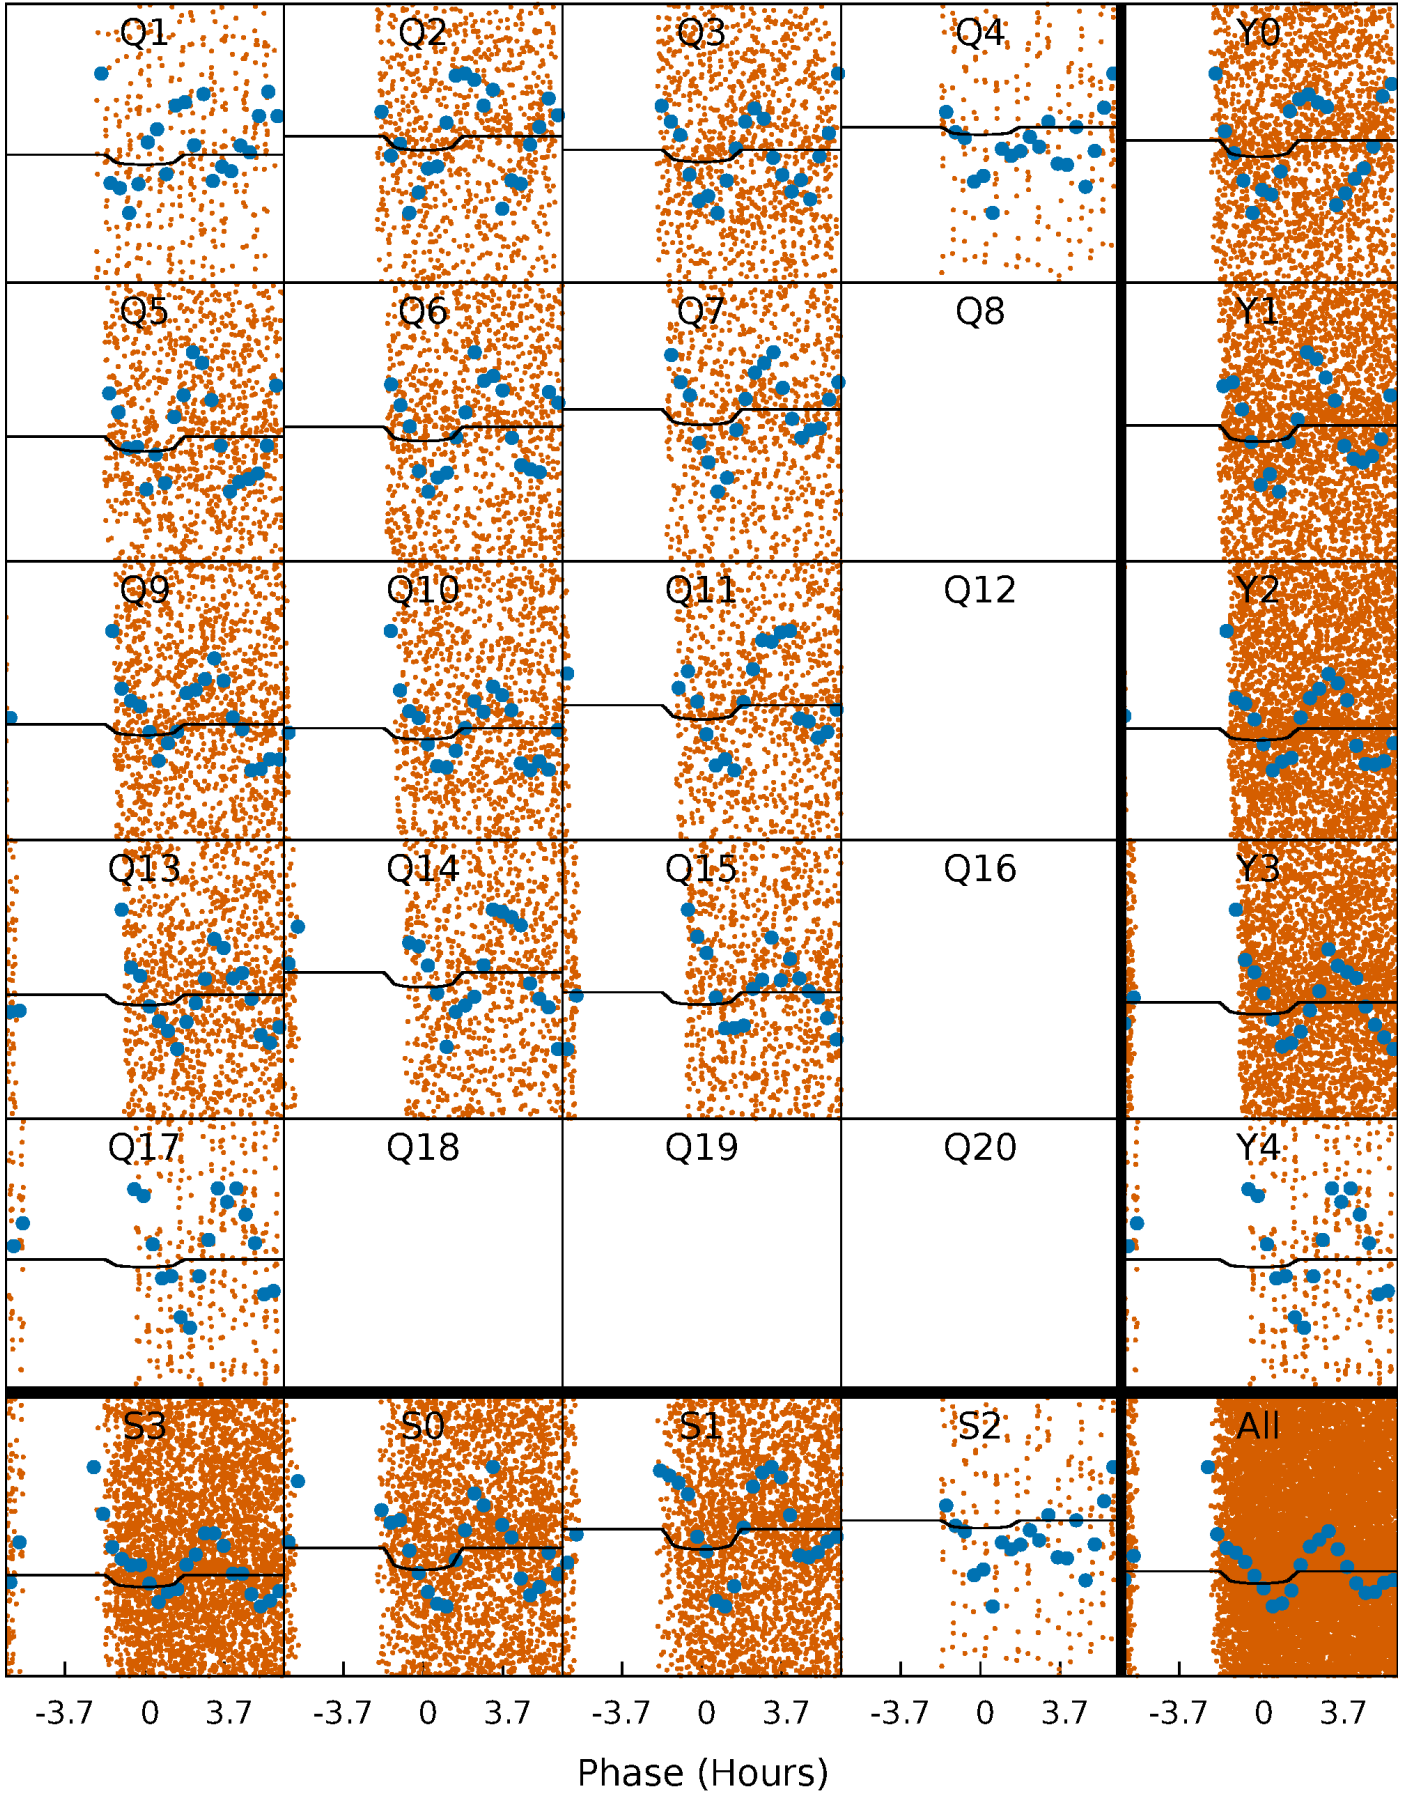 Q1 Q2 Q3 Q4 Y0
Q5 Q6 Q7 Q8 Y1
Q9 Q10 Q11 Q12 Y2
Q13 Q14 Q15 Q16 Y3
Q17 Q18 Q19 Q20 Y4
S3 S0 S1 S2 All
-3.7 0 3.7 -3.7 0 3.7 -3.7 0 3.7 -3.7 0 3.7 -3.7 0 3.7
Phase (Hours)